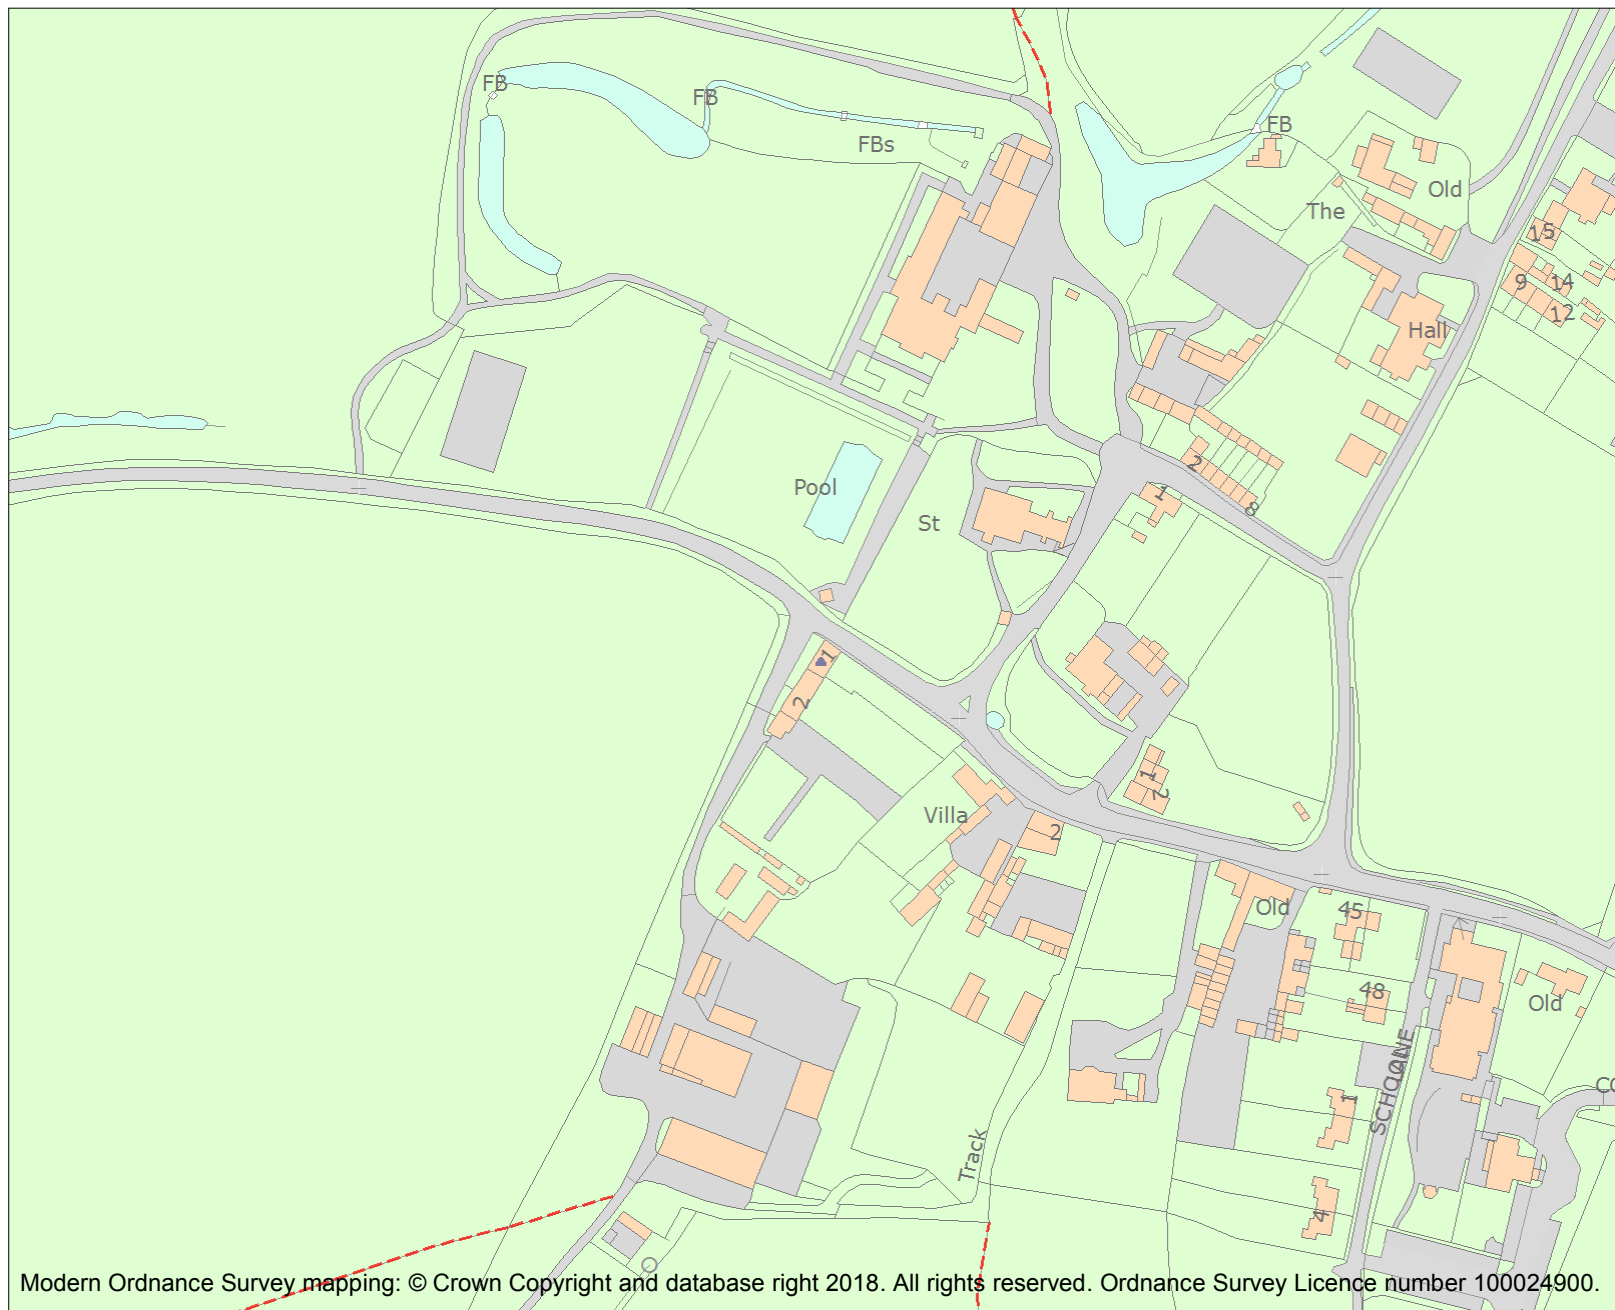 FB
FB
FB
FBs
Old
The
15
9
14
12
Hall
2
8
1
Pool
St
1
2
1
2
Villa
2
Old
45
48
Old
SCHOOL LANE
1
Track
4
Modern Ordnance Survey mapping: © Crown Copyright and database right 2018. All rights reserved. Ordnance Survey Licence number 100024900.